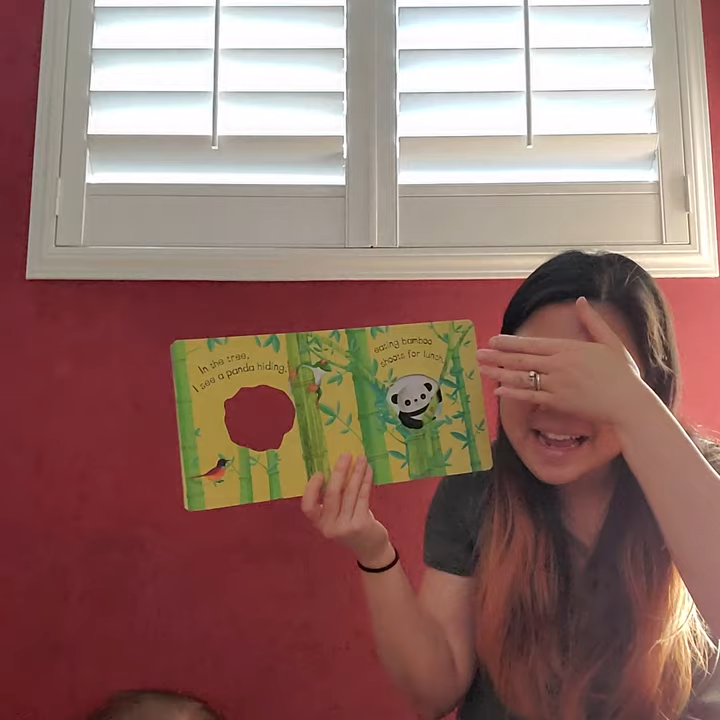 In the tree,
I see a panda hiding,
eating bamboo
shoots for lunch.